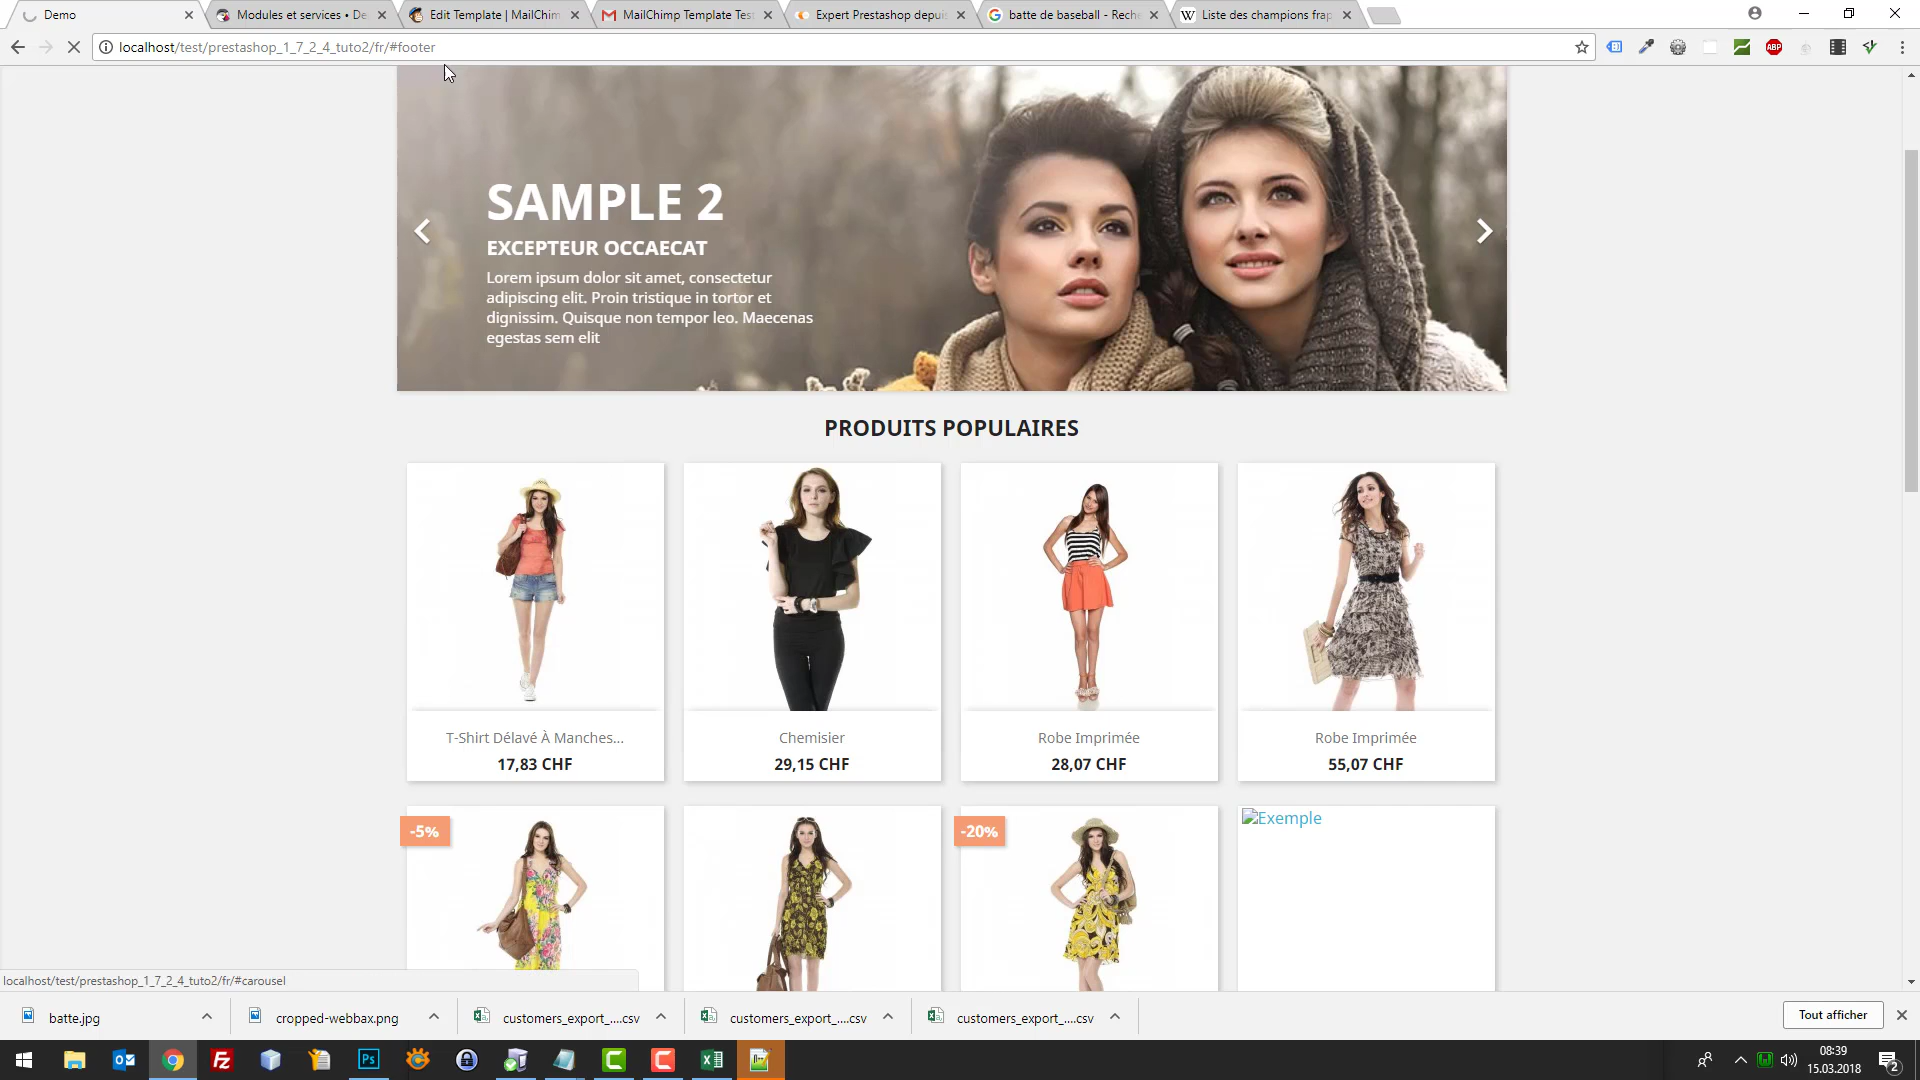 Demo
Modules et services • De
Edit Template | MailChim
MailChimp Template Tes
Expert Prestashop depui
batte de baseball - Rech
Liste des champions frap
localhost/test/prestashop_1_7_2_4_tuto2/fr/#footer
ABP
SAMPLE 2
EXCEPTEUR OCCAECAT
Lorem ipsum dolor sit amet, consectetur
adipiscing elit. Proin tristique in tortor et
dignissim. Quisque non tempor leo. Maecenas
egestas sem elit
PRODUITS POPULAIRES
T-Shirt Délavé À Manches...
17,83 CHF
Chemisier
29,15 CHF
Robe Imprimée
28,07 CHF
Robe Imprimée
55,07 CHF
-5%
-20%
Exemple
localhost/test/prestashop_1_7_2_4_tuto2/fr/#carousel
batte.jpg
cropped-webbax.png
customers_export_....csv
customers_export_....csv
customers_export_....csv
Tout afficher
08:39
15.03.2018
2